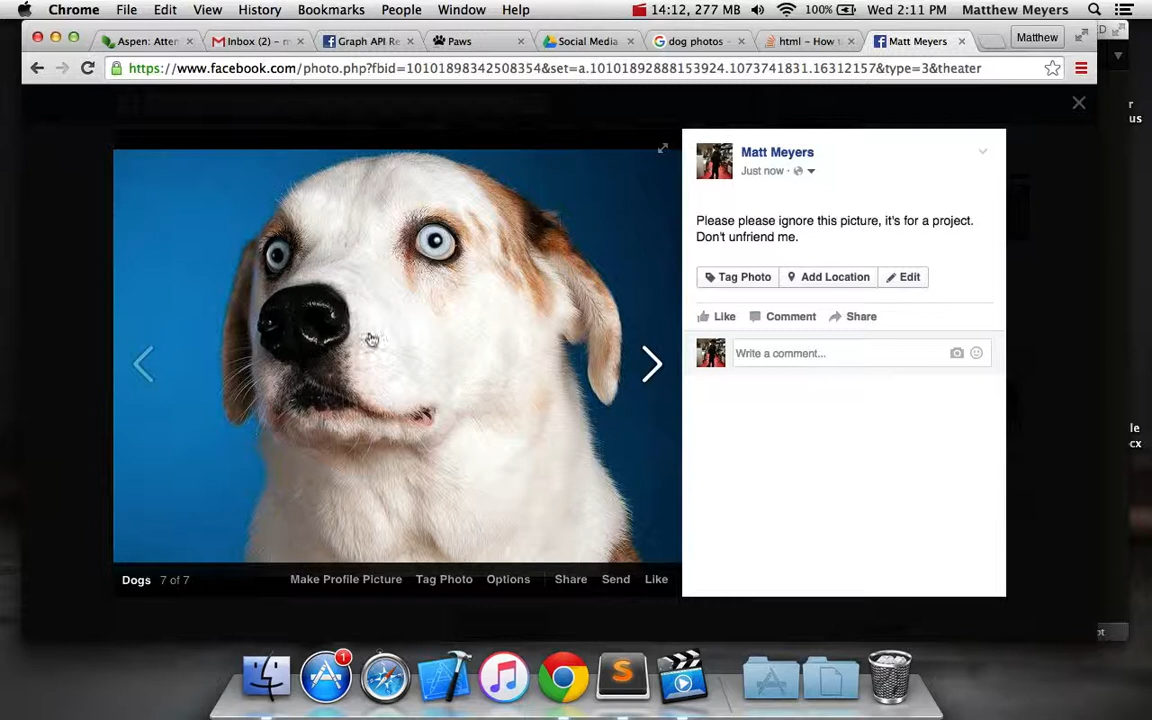 Chrome File Edit View History Bookmarks People Window Help 14:12, 277 MB 100% Wed 2:11 PM Matthew Meyers
Aspen: Atten Inbox (2) – m Graph API Re Paws Social Media dog photos - html - How t Matt Meyers Matthew
https://www.facebook.com/photo.php?fbid=10101898342508354&set=a.10101892888153924.1073741831.16312157&type=3&theater
Matt Meyers
Just now
Please please ignore this picture, it's for a project.
Don't unfriend me.
Tag Photo Add Location Edit
Like Comment Share
Write a comment...
Dogs 7 of 7 Make Profile Picture Tag Photo Options Share Send Like
r
us
le
cx
1